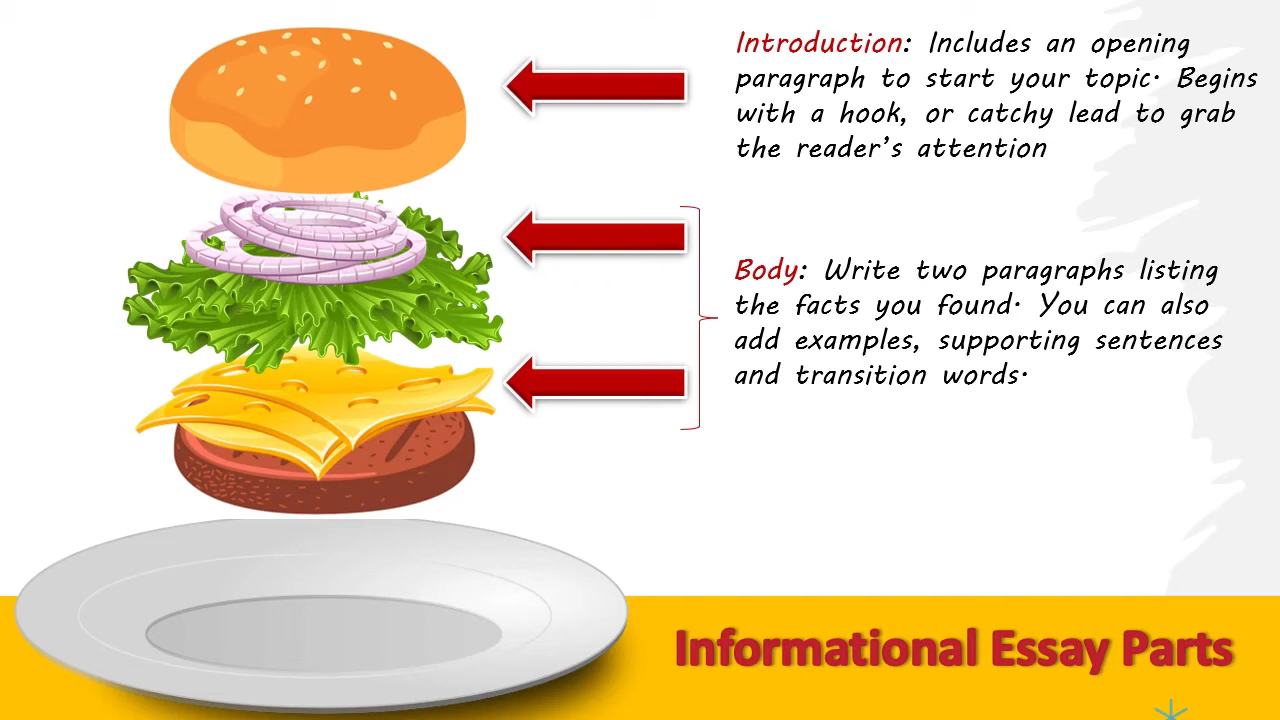 Introduction: Includes an opening
paragraph to start your topic. Begins
with a hook, or catchy lead to grab
the reader's attention
Body: Write two paragraphs listing
the facts you found. You can also
add examples, supporting sentences
and transition words.
Informational Essay Parts